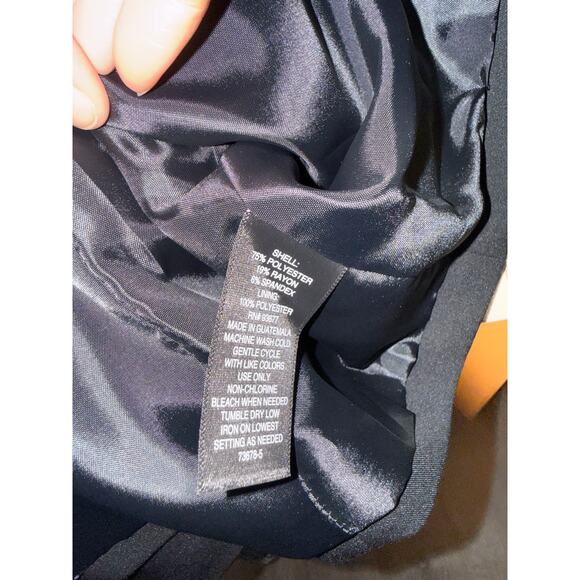 SHELL:
75% POLYESTER
19% RAYON
6% SPANDEX
LINING:
100% POLYESTER
RN# 93677
MADE IN GUATEMALA
MACHINE WASH COLD
GENTLE CYCLE
WITH LIKE COLORS
USE ONLY
NON-CHLORINE
BLEACH WHEN NEEDED
TUMBLE DRY LOW
IRON ON LOWEST
SETTING AS NEEDED
73678-5